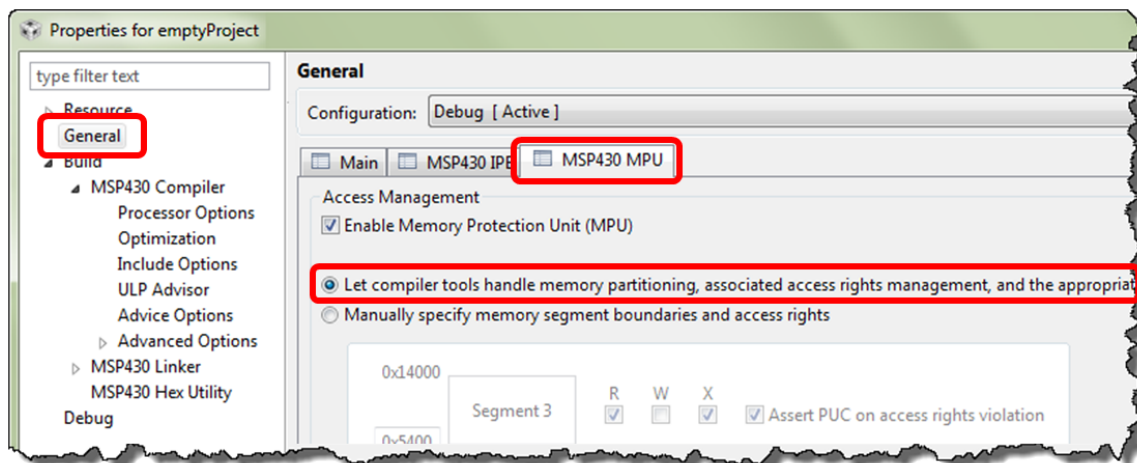 Properties for emptyProject
type filter text
Resource
General
Build
MSP430 Compiler
Processor Options
Optimization
Include Options
ULP Advisor
Advice Options
Advanced Options
MSP430 Linker
MSP430 Hex Utility
Debug
General
Configuration: Debug [ Active ]
Main MSP430 IPE MSP430 MPU
Access Management
Enable Memory Protection Unit (MPU)
Let compiler tools handle memory partitioning, associated access rights management, and the appropriat
Manually specify memory segment boundaries and access rights
0x14000
R W X
Segment 3 Assert PUC on access rights violation
0x5400